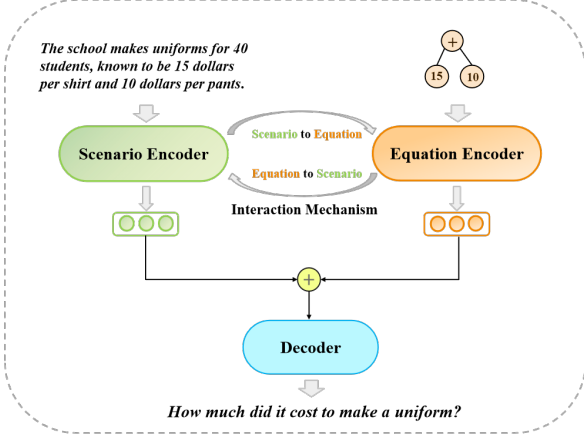 The school makes uniforms for 40
students, known to be 15 dollars
per shirt and 10 dollars per pants.
+
15 10
Scenario to Equation
Scenario Encoder
Equation Encoder
Equation to Scenario
Interaction Mechanism
+
Decoder
How much did it cost to make a uniform?